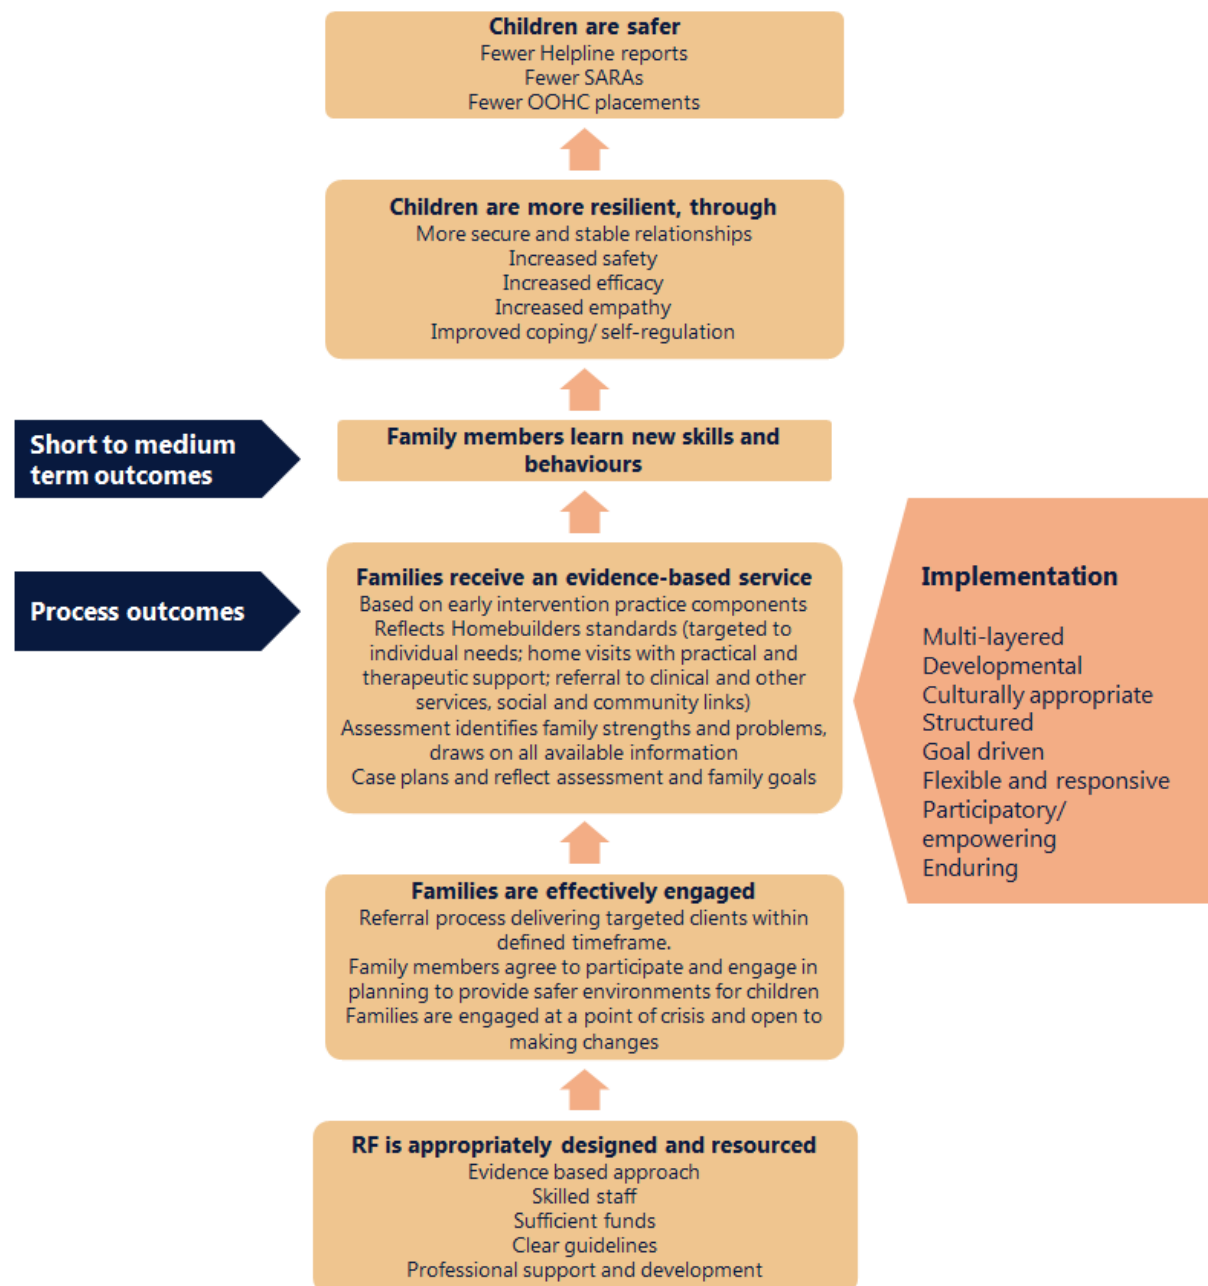 Children are safer
Fewer Helpline reports
Fewer SARAs
Fewer OOHC placements
Children are more resilient, through
More secure and stable relationships
Increased safety
Increased efficacy
Increased empathy
Improved coping/ self-regulation
Short to medium
term outcomes
Family members learn new skills and
behaviours
Process outcomes
Families receive an evidence-based service
Based on early intervention practice components
Reflects Homebuilders standards (targeted to
individual needs; home visits with practical and
therapeutic support; referral to clinical and other
services, social and community links)
Assessment identifies family strengths and problems,
draws on all available information
Case plans and reflect assessment and family goals
Implementation
Multi-layered
Developmental
Culturally appropriate
Structured
Goal driven
Flexible and responsive
Participatory/
empowering
Enduring
Families are effectively engaged
Referral process delivering targeted clients within
defined timeframe.
Family members agree to participate and engage in
planning to provide safer environments for children
Families are engaged at a point of crisis and open to
making changes
RF is appropriately designed and resourced
Evidence based approach
Skilled staff
Sufficient funds
Clear guidelines
Professional support and development